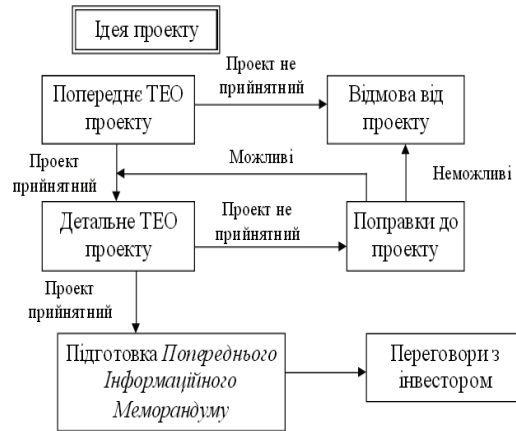 Ідея проекту
Проект не
прийнятний
Попереднє ТЕО
проекту
Відмова від
проекту
Проект
прийнятний
Можливі
Неможливі
Детальне ТЕО
проекту
Проект не
прийнятний
Поправки до
проекту
Проект
прийнятний
Підготовка Попереднього
Інформаційного
Меморандуму
Переговори з
інвестором